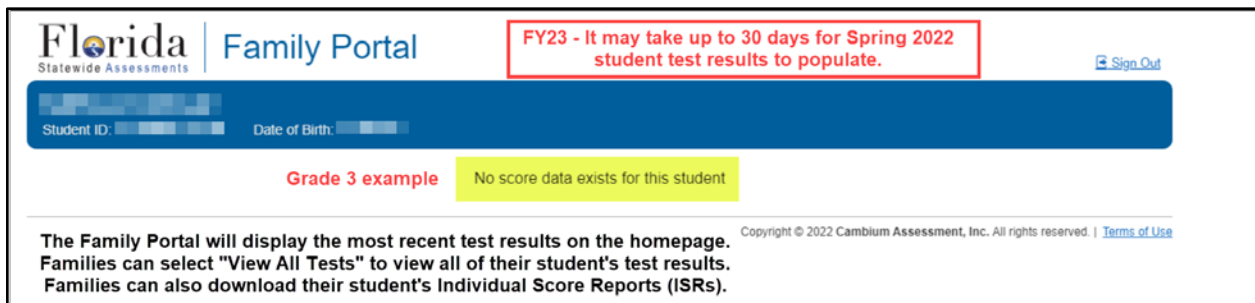 Florida
Statewide Assessments
Family Portal
FY23 - It may take up to 30 days for Spring 2022
student test results to populate.
Sign Out
Student ID:
Date of Birth:
Grade 3 example
No score data exists for this student
Copyright © 2022 Cambium Assessment, Inc. All rights reserved. | Terms of Use
The Family Portal will display the most recent test results on the homepage.
Families can select "View All Tests" to view all of their student's test results.
Families can also download their student's Individual Score Reports (ISRs).